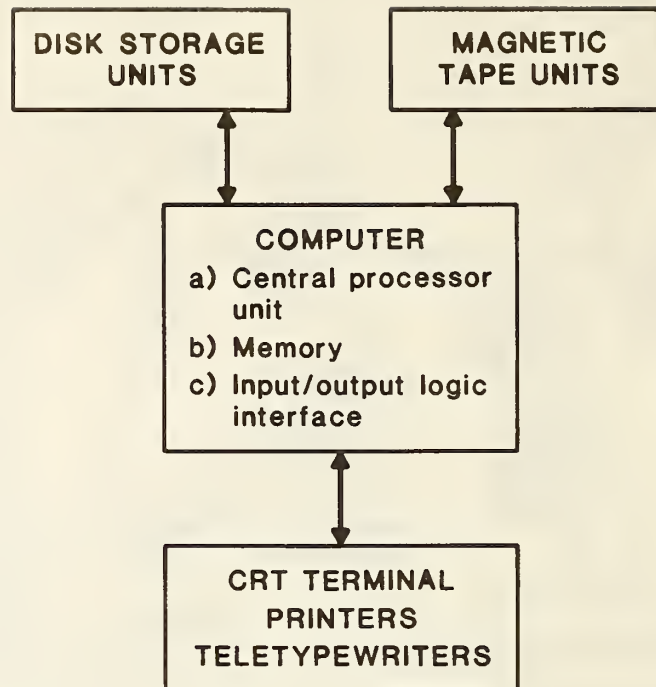 DISK STORAGE
UNITS
MAGNETIC
TAPE UNITS
COMPUTER
a) Central processor
unit
b) Memory
c) Input/output logic
interface
CRT TERMINAL
PRINTERS
TELETYPEWRITERS